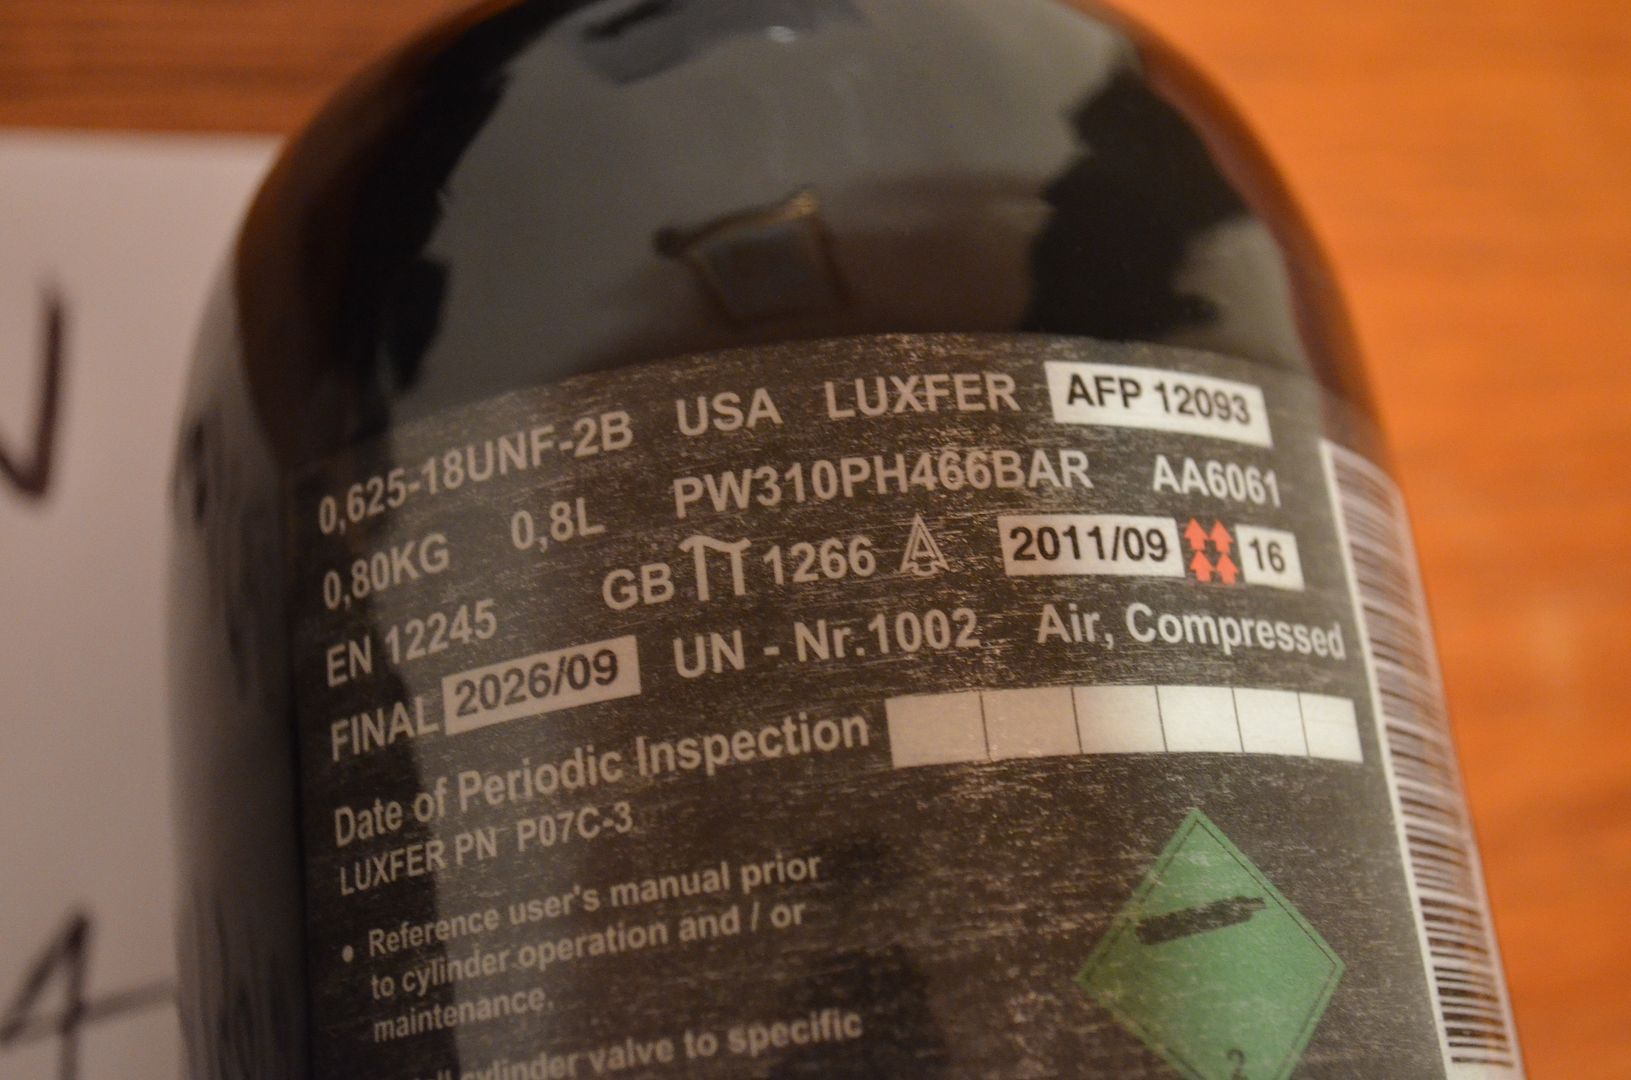 0,625-18UNF-2B USA LUXFER AFP 12093
0,80KG 0,8L PW310PH466BAR AA6061
EN 12245 GB π 1266 2011/09 16
FINAL 2026/09 UN - Nr.1002 Air, Compressed
Date of Periodic Inspection
LUXFER PN P07C-3
• Reference user's manual prior
to cylinder operation and / or
maintenance.
cylinder valve to specific
2
4